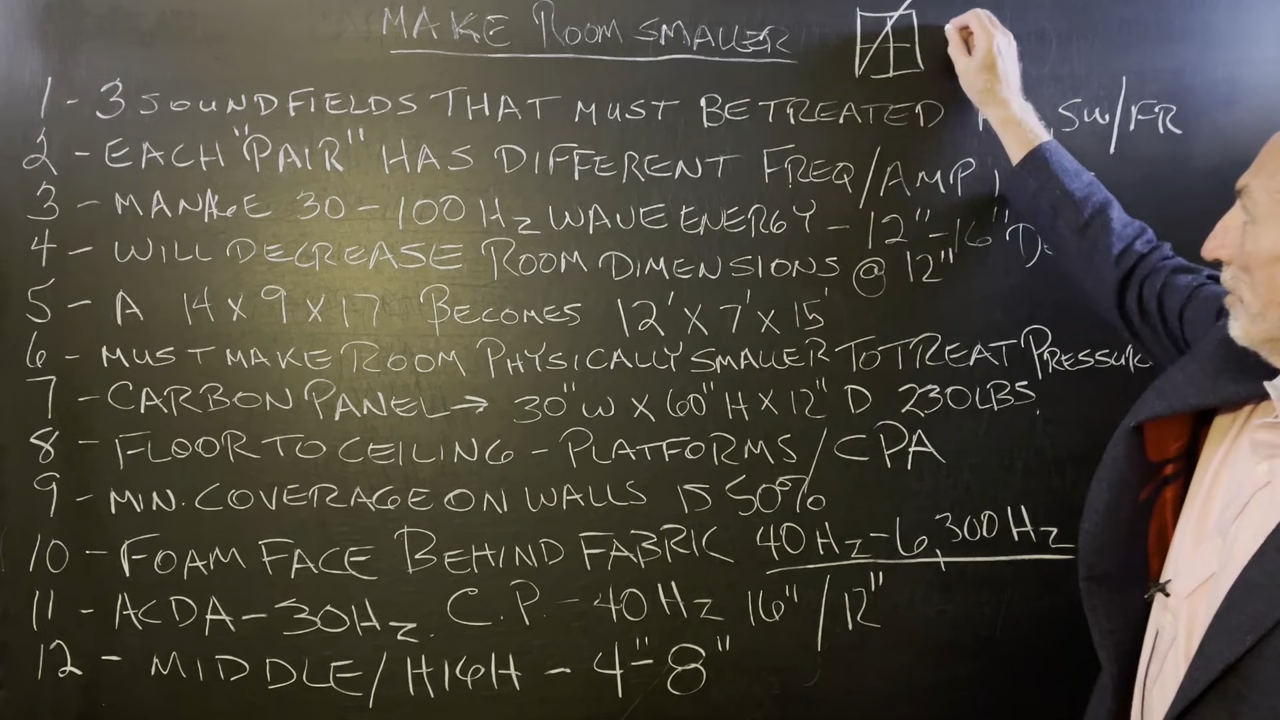 MAKE ROOM SMALLER
1 - 3 SOUND FIELDS THAT MUST BE TREATED SW/FR
2 - EACH "PAIR" HAS DIFFERENT FREQ/AMP
3 - MANAGE 30-100 HZ WAVE ENERGY - 12"-16"
4 - WILL DECREASE ROOM DIMENSIONS @ 12"
5 - A 14 X 9 X 17 BECOMES 12' X 7' X 15'
6 - MUST MAKE ROOM PHYSICALLY SMALLER TO TREAT PRESSURE
7 - CARBON PANEL → 30" W X 60" H X 12" D 230 LBS.
8 - FLOOR TO CEILING - PLATFORMS/CPA
9 - MIN. COVERAGE ON WALLS IS 50%
10 - FOAM FACE BEHIND FABRIC 40 HZ - 6,300 HZ
11 - ACDA - 30 HZ. C.P. - 40 HZ 16"/12"
12 - MIDDLE/HIGH - 4"-8"